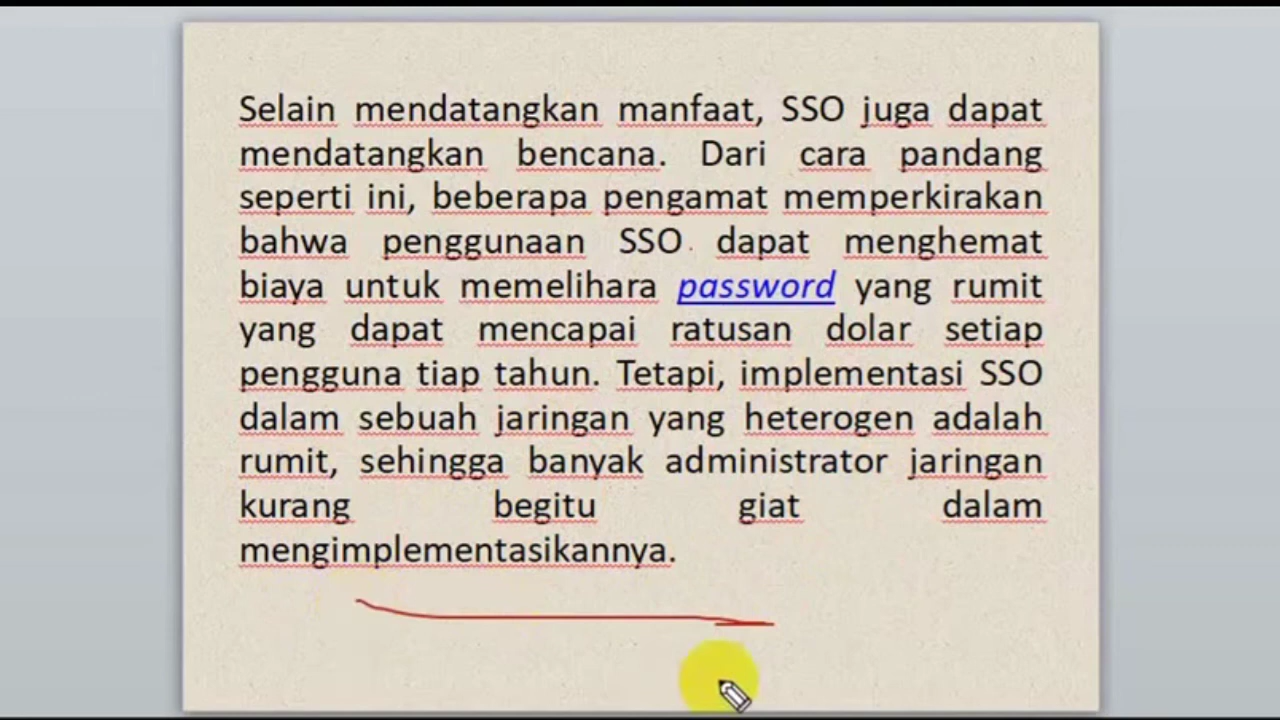 Selain mendatangkan manfaat, SSO juga dapat
mendatangkan bencana. Dari cara pandang
seperti ini, beberapa pengamat memperkirakan
bahwa penggunaan SSO dapat menghemat
biaya untuk memelihara password yang rumit
yang dapat mencapai ratusan dolar setiap
pengguna tiap tahun. Tetapi, implementasi SSO
dalam sebuah jaringan yang heterogen adalah
rumit, sehingga banyak administrator jaringan
kurang begitu giat dalam
mengimplementasikannya.